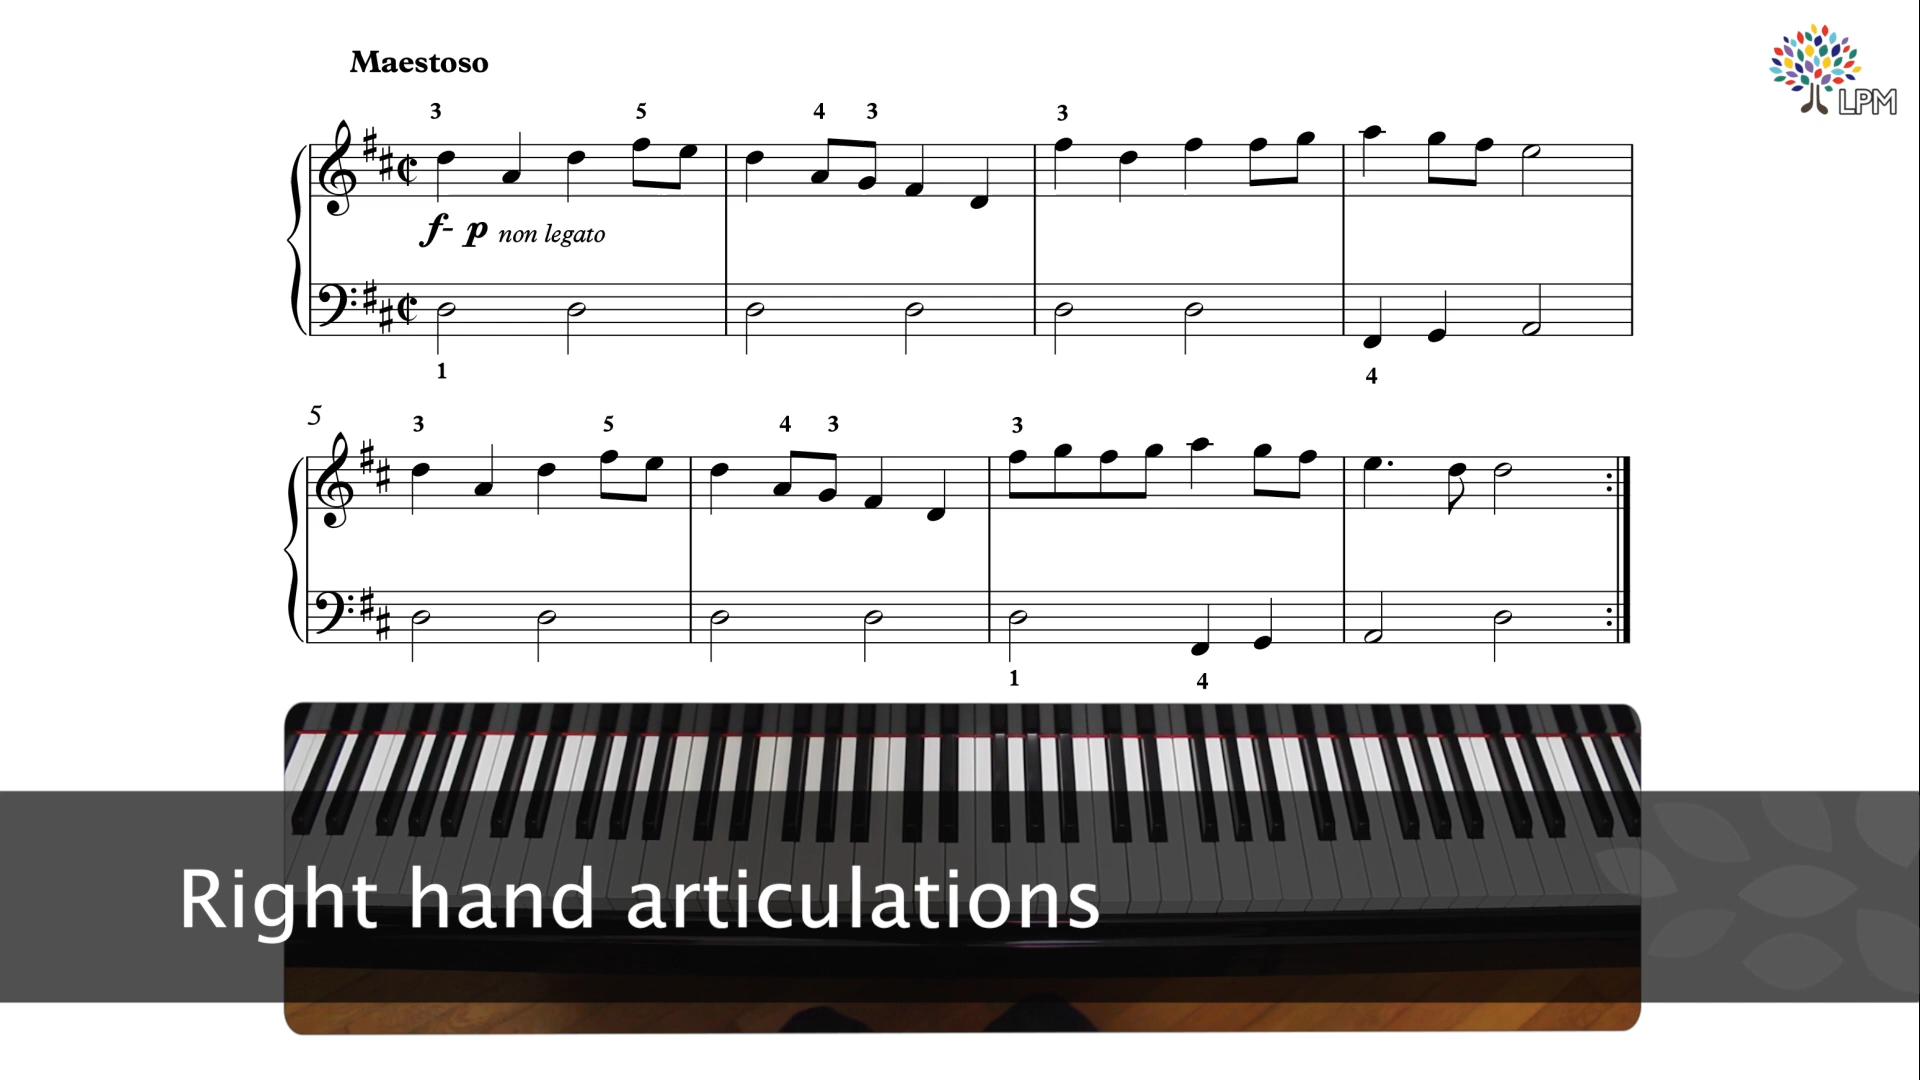 Maestoso
LPM
3 5 4 3 3
f- p non legato
1 4
5
3 5 4 3 3
1 4
Right hand articulations